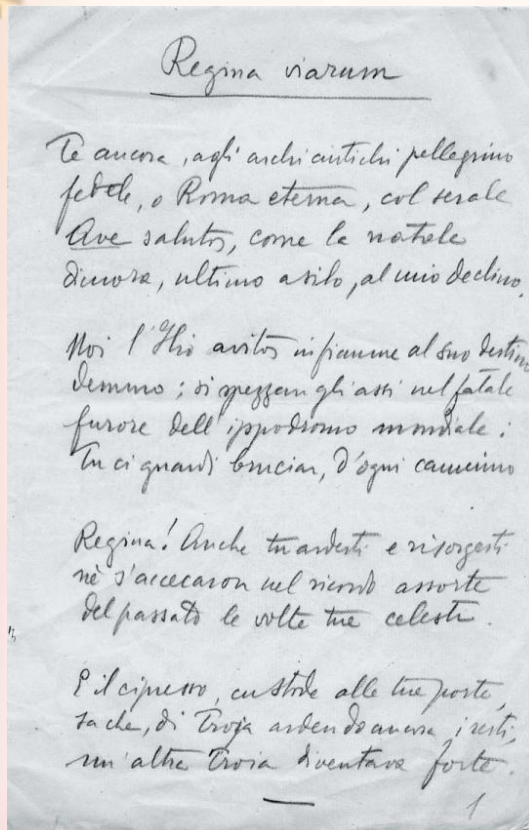 Regina viarum
Te ancora, agli archi antichi pellegrino
fedele, o Roma eterna, col serale
Ave saluto, come la natale
dimora, ultimo asilo, al mio declino.
Noi l'Ilio avito in fiamme al suo destino
demmo; si spezzan gli assi nel fatale
furore dell'ippodromo mondiale:
Tu ci guardi bruciar, d'ogni cammino
Regina! Anche tu ardesti e risorgesti
nè s'accecaron nel ricordo assorte
del passato le volte tue celesti.
E il cipresso, custode alle tue porte,
sa che, di Troja ardendo ancora i resti,
un'altra Troia diventava forte.
1